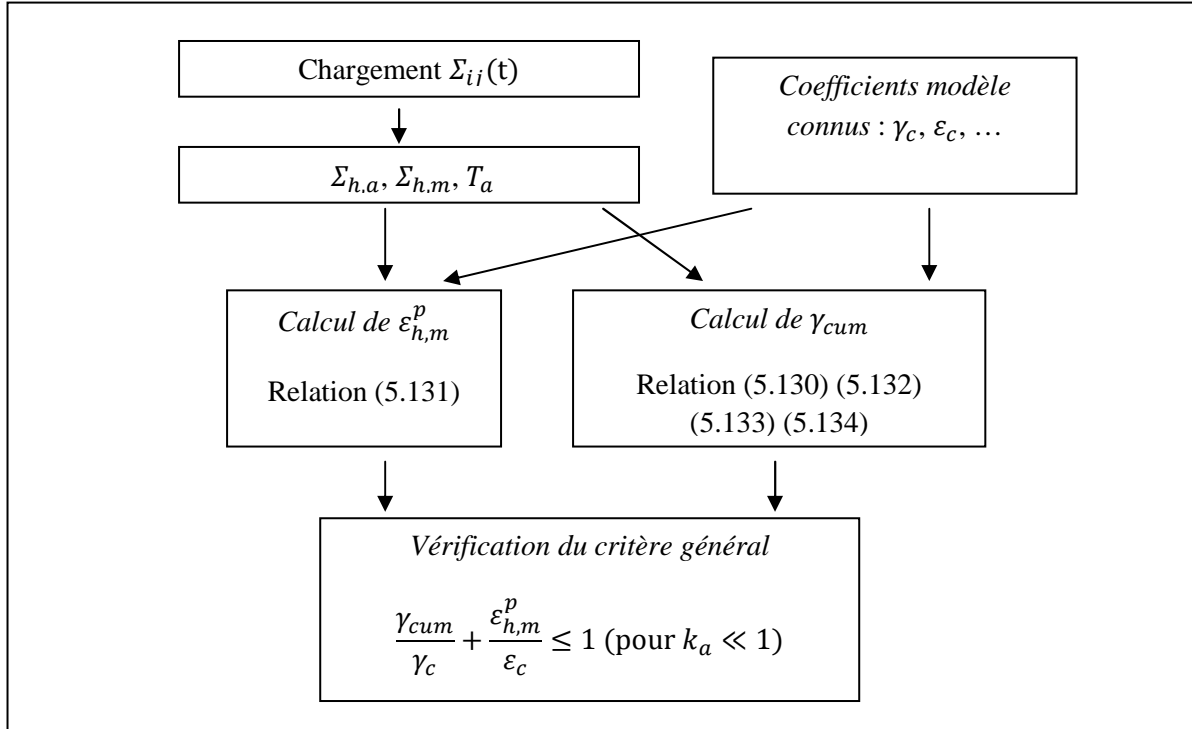 Chargement Σ_ij(t)
Coefficients modèle
connus : γ_c, ε_c, …
Σ_h,a, Σ_h,m, T_a
Calcul de ε^p_h,m
Relation (5.131)
Calcul de γ_cum
Relation (5.130) (5.132)
(5.133) (5.134)
Vérification du critère général
γ_cum/γ_c + ε^p_h,m/ε_c ≤ 1 (pour k_a ≪ 1)